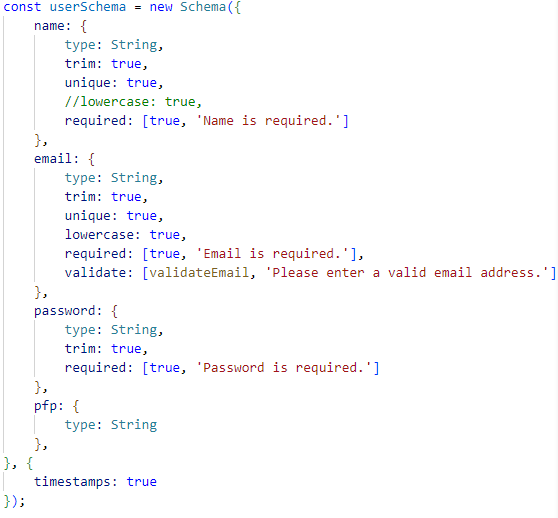 const userSchema = new Schema({
    name: {
        type: String,
        trim: true,
        unique: true,
        //lowercase: true,
        required: [true, 'Name is required.']
    },
    email: {
        type: String,
        trim: true,
        unique: true,
        lowercase: true,
        required: [true, 'Email is required.'],
        validate: [validateEmail, 'Please enter a valid email address.']
    },
    password: {
        type: String,
        trim: true,
        required: [true, 'Password is required.']
    },
    pfp: {
        type: String
    },
}, {
    timestamps: true
});